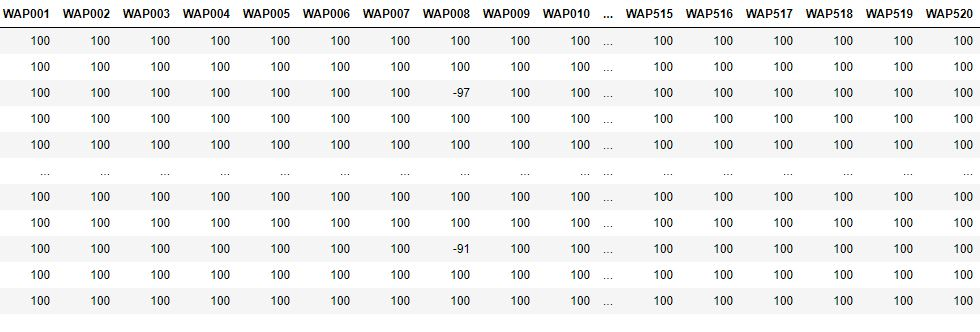 WAP001 WAP002 WAP003 WAP004 WAP005 WAP006 WAP007 WAP008 WAP009 WAP010 ... WAP515 WAP516 WAP517 WAP518 WAP519 WAP520
100 100 100 100 100 100 100 100 100 100 ... 100 100 100 100 100 100
100 100 100 100 100 100 100 100 100 100 ... 100 100 100 100 100 100
100 100 100 100 100 100 100 -97 100 100 ... 100 100 100 100 100 100
100 100 100 100 100 100 100 100 100 100 ... 100 100 100 100 100 100
100 100 100 100 100 100 100 100 100 100 ... 100 100 100 100 100 100
... ... ... ... ... ... ... ... ... ... ... ... ... ... ... ... ...
100 100 100 100 100 100 100 100 100 100 ... 100 100 100 100 100 100
100 100 100 100 100 100 100 100 100 100 ... 100 100 100 100 100 100
100 100 100 100 100 100 100 -91 100 100 ... 100 100 100 100 100 100
100 100 100 100 100 100 100 100 100 100 ... 100 100 100 100 100 100
100 100 100 100 100 100 100 100 100 100 ... 100 100 100 100 100 100